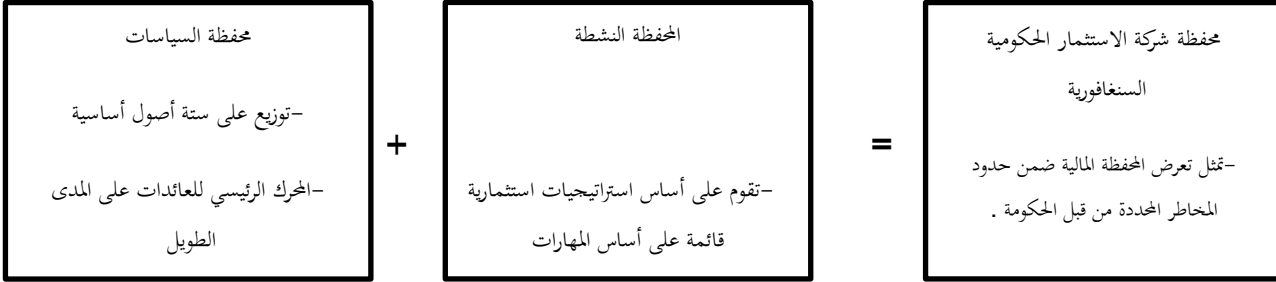 محفظة السياسات
–توزيع على ستة أصول أساسية
–المحرك الرئيسي للعائدات على المدى
الطويل
+
المحفظة النشطة
–تقوم على أساس استراتيجيات استثمارية
قائمة على أساس المهارات
=
محفظة شركة الاستثمار الحكومية
السنغافورية
–تمثل تعرض المحفظة المالية ضمن حدود
المخاطر المحددة من قبل الحكومة .